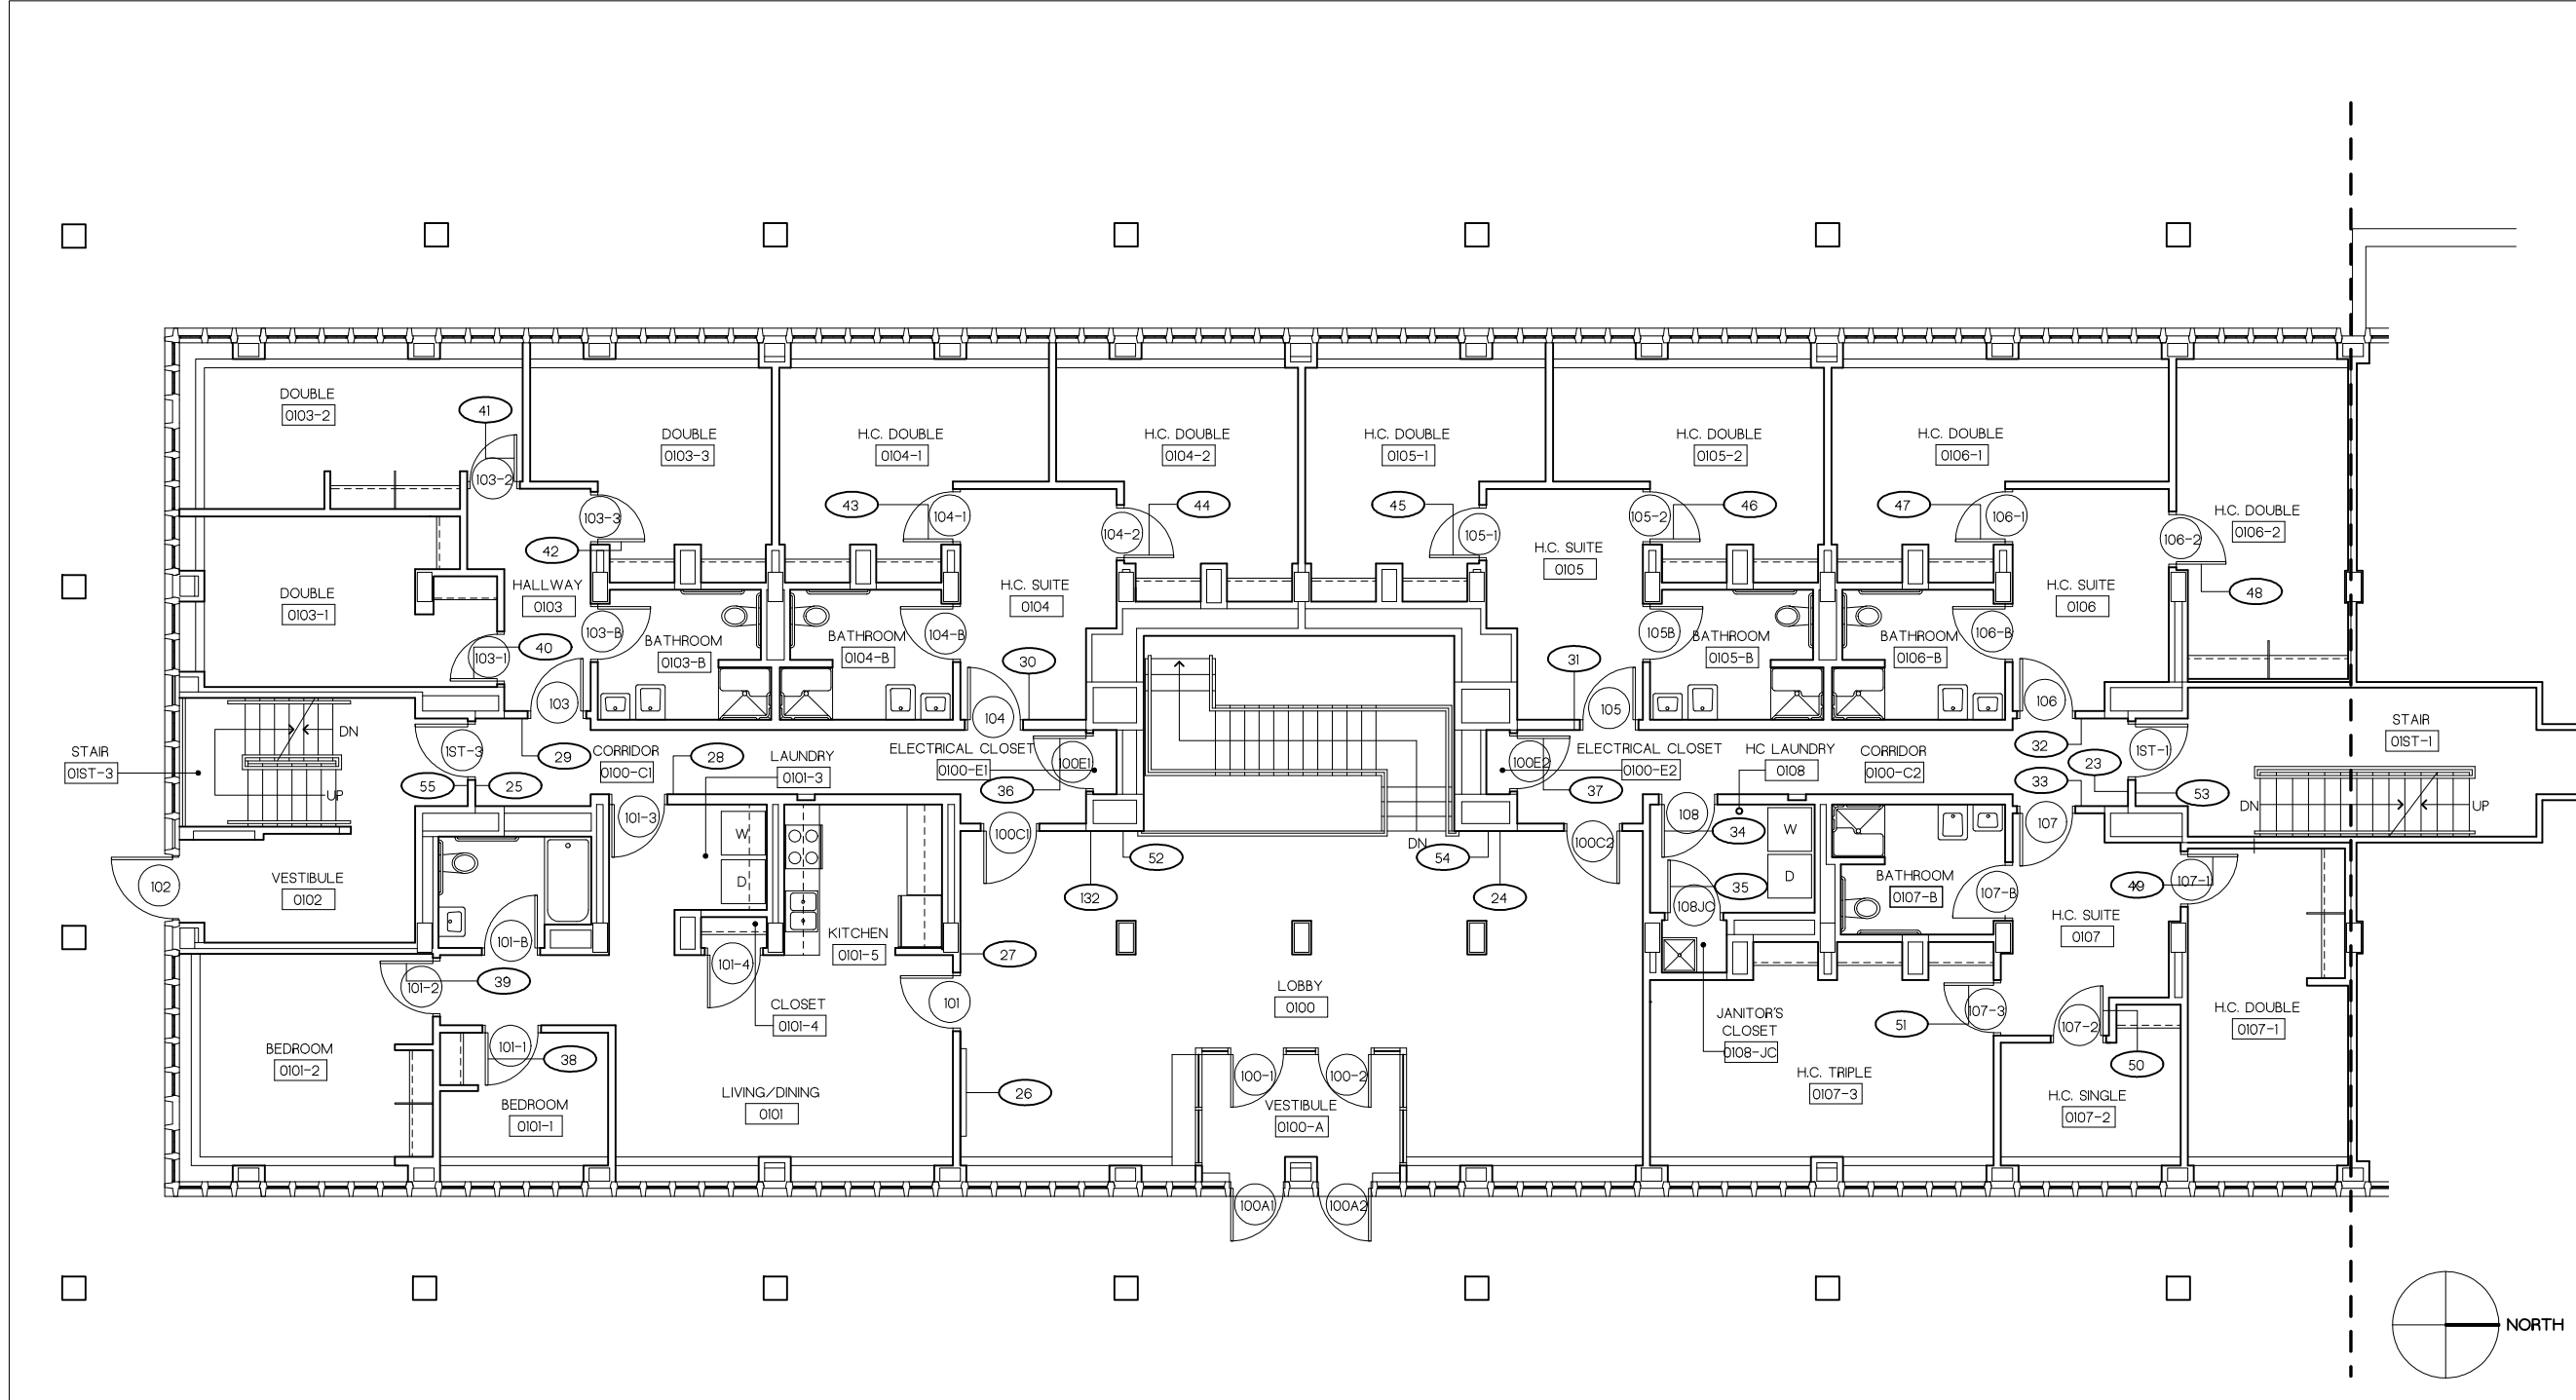 DOUBLE
0103-2
41
103-2
DOUBLE
0103-3
H.C. DOUBLE
0104-1
H.C. DOUBLE
0104-2
H.C. DOUBLE
0105-1
H.C. DOUBLE
0105-2
H.C. DOUBLE
0106-1
H.C. DOUBLE
0106-2
103-3
42
43
104-1
104-2
44
45
105-1
105-2
46
47
106-1
106-2
48
DOUBLE
0103-1
HALLWAY
0103
H.C. SUITE
0104
H.C. SUITE
0105
H.C. SUITE
0106
103-1
40
103-B
BATHROOM
0103-B
BATHROOM
0104-B
104-B
30
31
105B
BATHROOM
0105-B
BATHROOM
0106-B
106-B
103
104
105
106
STAIR
01ST-3
DN
UP
1ST-3
55
25
29
CORRIDOR
0100-C1
28
LAUNDRY
0101-3
ELECTRICAL CLOSET
0100-E1
100E1
36
100E2
37
ELECTRICAL CLOSET
0100-E2
HC LAUNDRY
0108
CORRIDOR
0100-C2
32
33
23
1ST-1
53
STAIR
01ST-1
DN
UP
102
VESTIBULE
0102
101-3
W
D
100C1
132
52
DN
54
24
100C2
108
34
W
D
35
108JC
107
BATHROOM
0107-B
107-B
49
107-1
101-B
101-2
39
101-4
KITCHEN
0101-5
27
101
CLOSET
0101-4
LOBBY
0100
JANITOR'S
CLOSET
0108-JC
H.C. SUITE
0107
51
107-3
107-2
50
H.C. DOUBLE
0107-1
BEDROOM
0101-2
101-1
38
BEDROOM
0101-1
LIVING/DINING
0101
26
100-1
100-2
VESTIBULE
0100-A
H.C. TRIPLE
0107-3
H.C. SINGLE
0107-2
100A1
100A2
NORTH